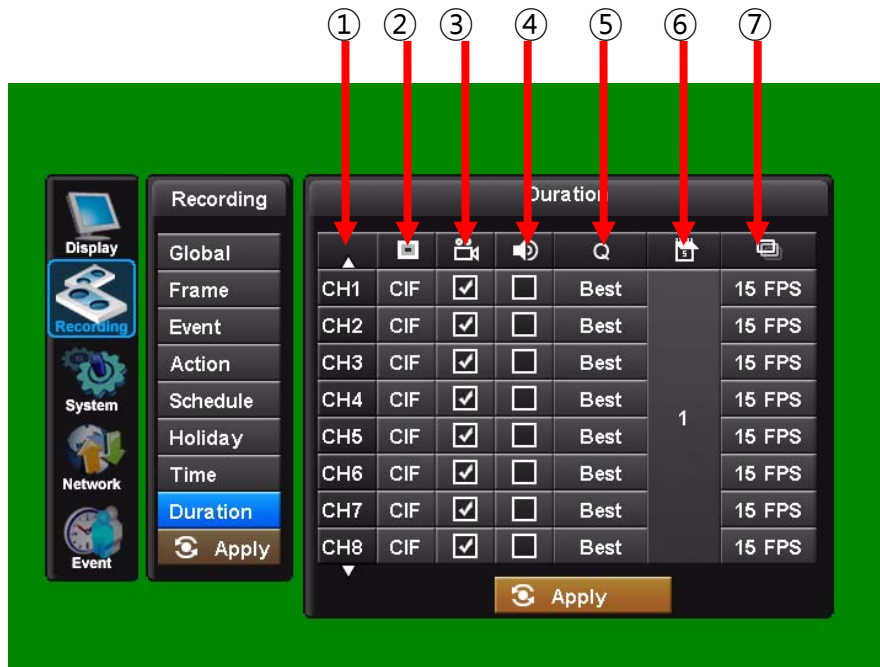 ① ② ③ ④ ⑤ ⑥ ⑦
Display
Recording
System
Network
Event
Recording
Global
Frame
Event
Action
Schedule
Holiday
Time
Duration
Apply
Duration
Q 5
CH1 CIF Best 15 FPS
CH2 CIF Best 15 FPS
CH3 CIF Best 15 FPS
CH4 CIF Best 15 FPS
1
CH5 CIF Best 15 FPS
CH6 CIF Best 15 FPS
CH7 CIF Best 15 FPS
CH8 CIF Best 15 FPS
Apply